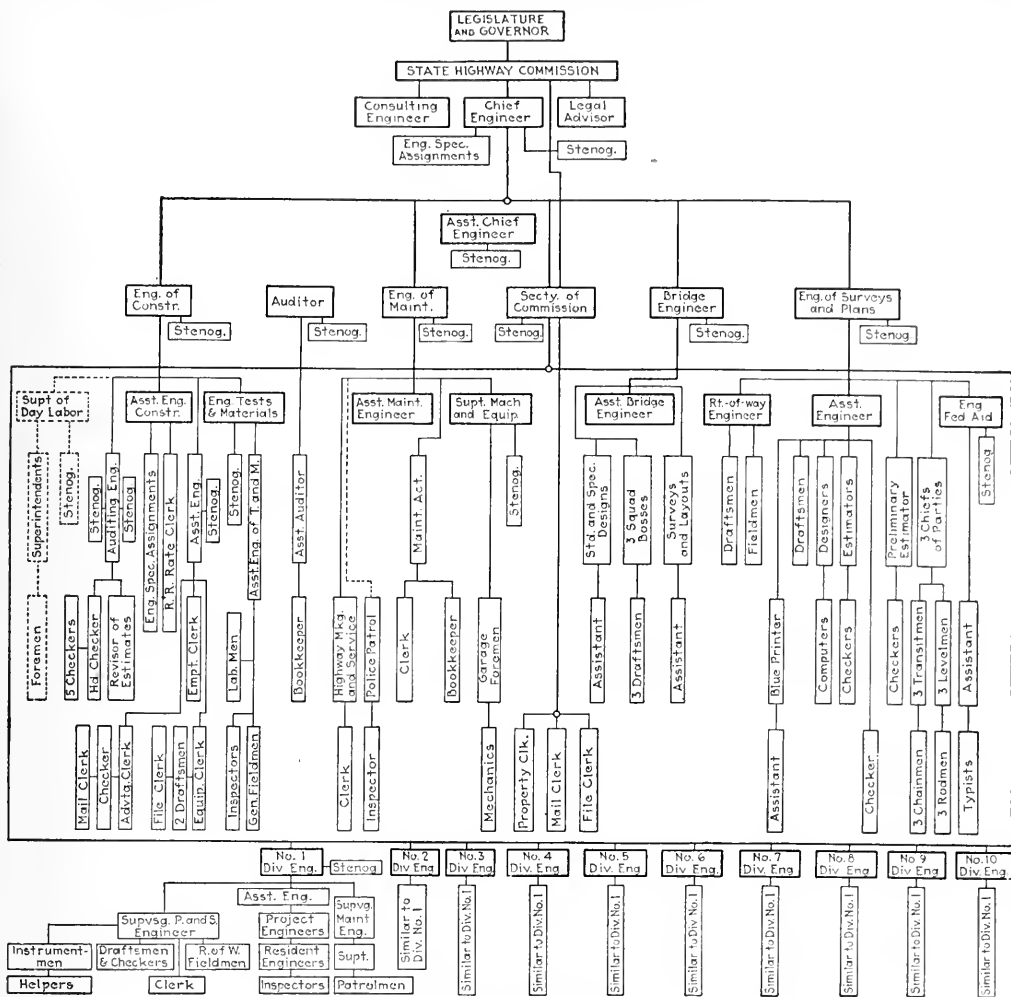 LEGISLATURE
AND GOVERNOR
STATE HIGHWAY COMMISSION
Consulting
Engineer
Chief
Engineer
Legal
Advisor
Eng. Spec.
Assignments
Stenog.
Asst. Chief
Engineer
Stenog.
Eng. of
Constr.
Stenog.
Auditor
Stenog.
Eng. of
Maint.
Stenog.
Secty. of
Commission
Stenog.
Bridge
Engineer
Stenog.
Eng. of Surveys
and Plans
Stenog.
Supt of
Day Labor
Asst. Eng.
Constr.
Eng. Tests
& Materials
Asst. Maint.
Engineer
Supt. Mach
and Equip.
Asst. Bridge
Engineer
Rt.-of-way
Engineer
Asst.
Engineer
Eng
Fed Aid
Superintendents
Stenog.
Stenog.
Auditing Eng.
Stenog.
Eng. Spec. Assignments
R. R. Rate Clerk
Asst. Eng.
Stenog.
Stenog.
Asst. Eng. of T. and M.
Asst. Auditor
Maint. Act.
Stenog.
Std. and Spec.
Designs
3 Squad
Bosses
Surveys
and Layouts
Draftsmen
Fieldmen
Draftsmen
Designers
Estimators
Preliminary
Estimator
3 Chiefs
of Parties
Stenog
Foremen
5 Checkers
Hd. Checker
Revisor of
Estimates
Empt. Clerk
Lab. Men
Bookkeeper
Highway Mkg.
and Service
Police Patrol
Clerk
Bookkeeper
Garage
Foremen
Assistant
3 Draftsmen
Assistant
Blue Printer
Computers
Checkers
Checkers
3 Transitmen
3 Levelmen
Assistant
Mail Clerk
Checker
Advtg. Clerk
File Clerk
2 Draftsmen
Equip. Clerk
Inspectors
Gen. Fieldmen
Clerk
Inspector
Mechanics
Property Clk.
Mail Clerk
File Clerk
Assistant
Checker
3 Chainmen
3 Rodmen
Typists
No. 1
Div Eng.
Stenog
No. 2
Div Eng
No. 3
Div. Eng
No. 4
Div. Eng.
No. 5
Div. Eng
No. 6
Div. Eng.
No. 7
Div. Eng
No. 8
Div. Eng
No. 9
Div. Eng
No. 10
Div. Eng
Asst. Eng.
Supvsg. P. and S.
Engineer
Project
Engineers
Supvg.
Maint
Eng.
Instrument-
men
Draftsmen
& Checkers
R. of W.
Fieldmen
Resident
Engineers
Supt.
Helpers
Clerk
Inspectors
Patrolmen
Similar to
Div. No. 1
Similar to Div. No. 1
Similar to Div. No. 1
Similar to Div. No. 1
Similar to Div. No. 1
Similar to Div. No. 1
Similar to Div. No. 1
Similar to Div. No. 1
Similar to Div. No. 1